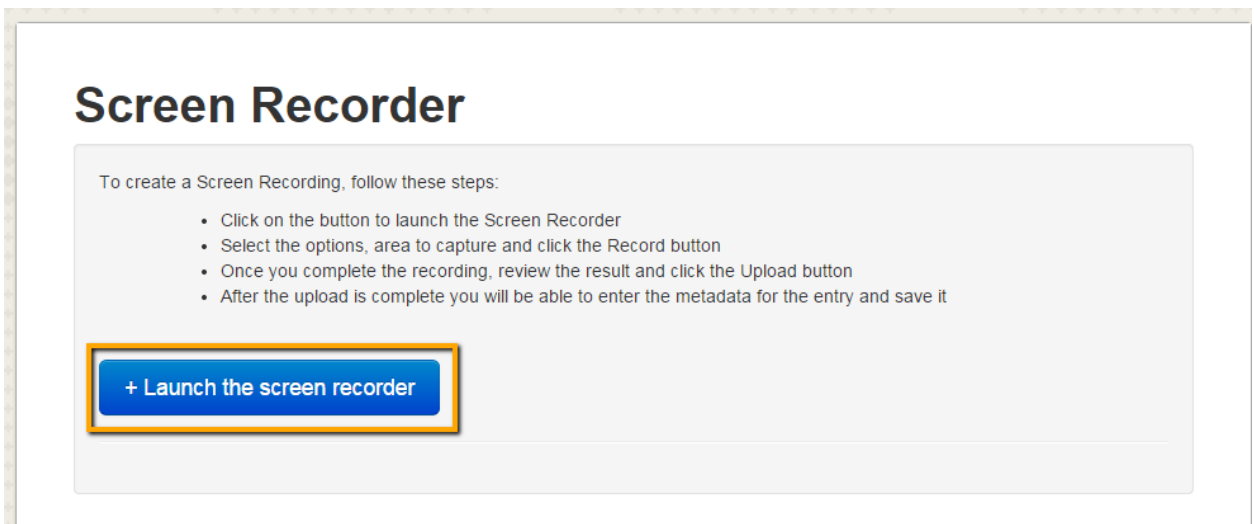 Screen Recorder
To create a Screen Recording, follow these steps:
• Click on the button to launch the Screen Recorder
• Select the options, area to capture and click the Record button
• Once you complete the recording, review the result and click the Upload button
• After the upload is complete you will be able to enter the metadata for the entry and save it
+ Launch the screen recorder